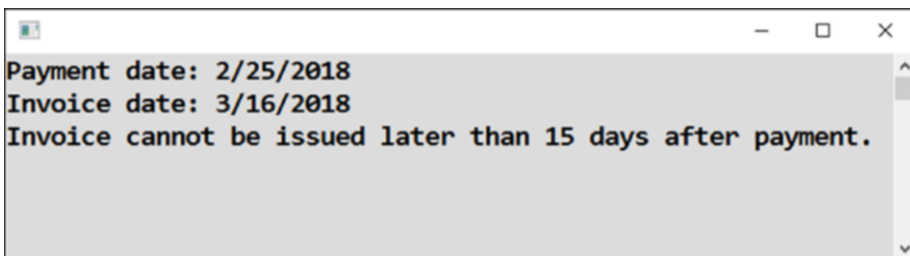 Payment date: 2/25/2018
Invoice date: 3/16/2018
Invoice cannot be issued later than 15 days after payment.